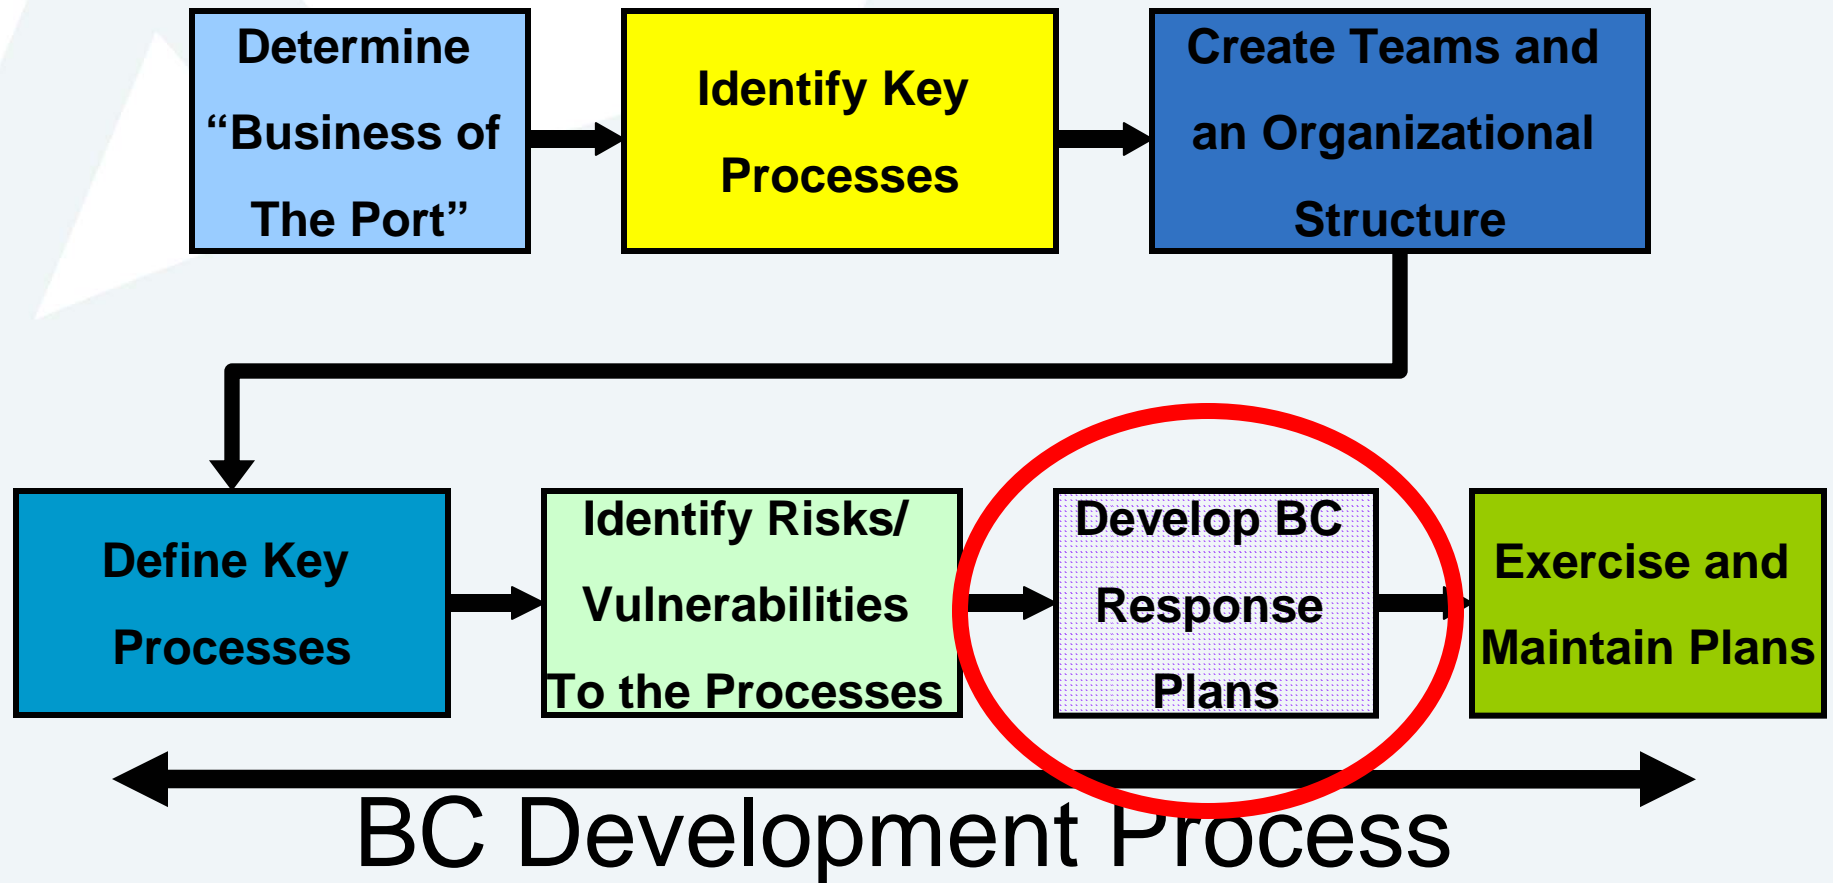 Determine
“Business of
The Port”
Identify Key
Processes
Create Teams and
an Organizational
Structure
Define Key
Processes
Identify Risks/
Vulnerabilities
To the Processes
Develop BC
Response
Plans
Exercise and
Maintain Plans
BC Development Process